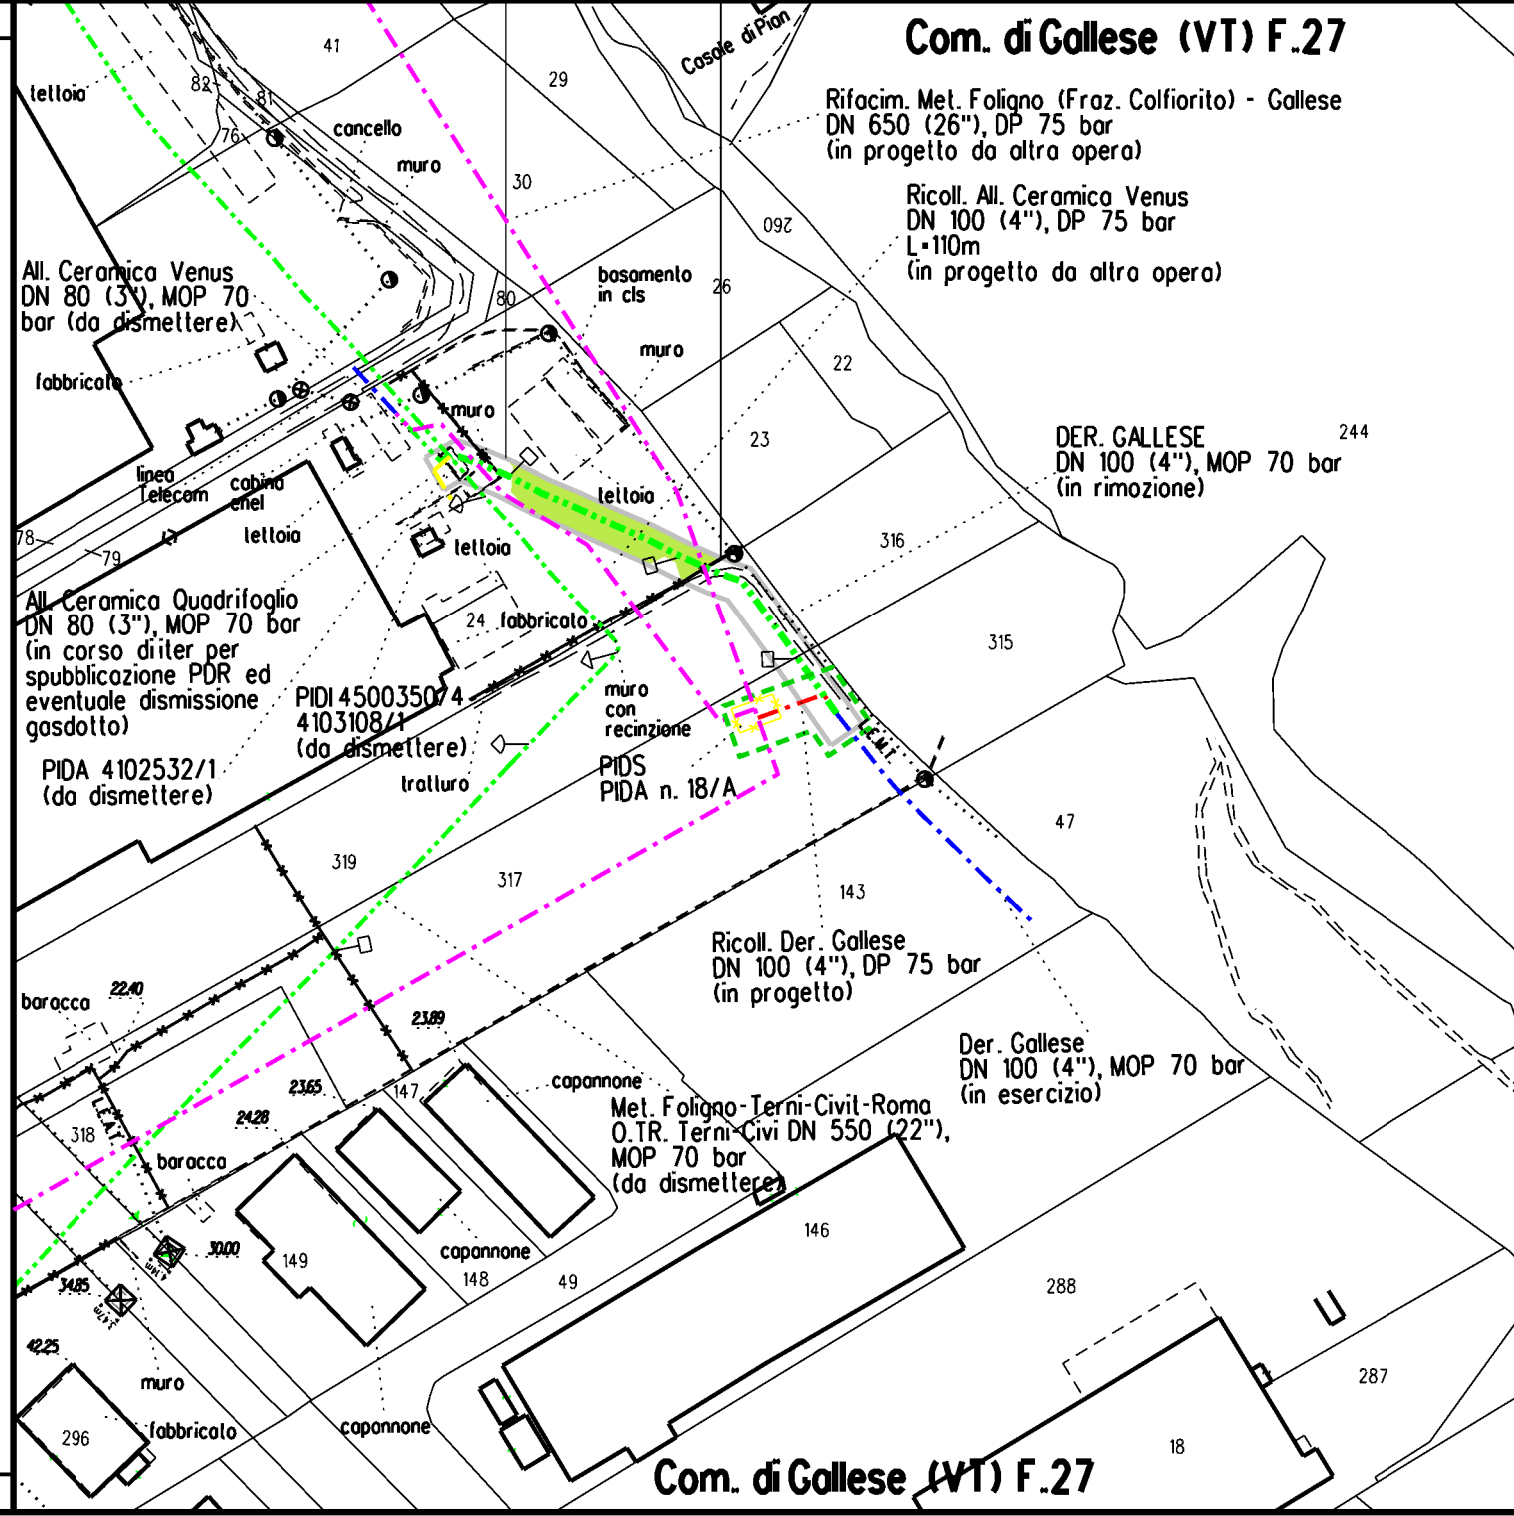 Com. di Gallese (VT) F.27
Casale di Pian
41
29
82
81
76
tettoia
cancello
muro
30
Rifacim. Met. Foligno (Fraz. Colfiorito) - Gallese
DN 650 (26"), DP 75 bar
(in progetto da altra opera)
Ricoll. All. Ceramica Venus
DN 100 (4"), DP 75 bar
L=110m
(in progetto da altra opera)
260
All. Ceramica Venus
DN 80 (3"), MOP 70
bar (da dismettere)
basamento
in cls
26
80
muro
22
fabbricato
muro
23
DER. GALLESE
DN 100 (4"), MOP 70 bar
(in rimozione)
244
linea
Telecom
cabina
enel
tettoia
tettoia
tettoia
316
78
79
All. Ceramica Quadrifoglio
DN 80 (3"), MOP 70 bar
(in corso di iter per
spubblicazione PDR ed
eventuale dismissione
gasdotto)
24
fabbricato
315
PIDI 4500350/4
4103108/1
(da dismettere)
muro
con
recinzione
LEMT
PIDA 4102532/1
(da dismettere)
tratturo
PIDS
PIDA n. 18/A
47
319
317
143
Ricoll. Der. Gallese
DN 100 (4"), DP 75 bar
(in progetto)
baracca
22.40
23.89
Der. Gallese
DN 100 (4"), MOP 70 bar
(in esercizio)
23.65
147
capannone
24.28
Met. Foligno-Terni-Civit-Roma
O.TR. Terni-Civi DN 550 (22"),
MOP 70 bar
(da dismettere)
LEAT
318
baracca
30.00
149
capannone
148
49
146
288
4.14m
34.85
3.47m
42.25
muro
287
296
fabbricato
capannone
18
Com. di Gallese (VT) F.27